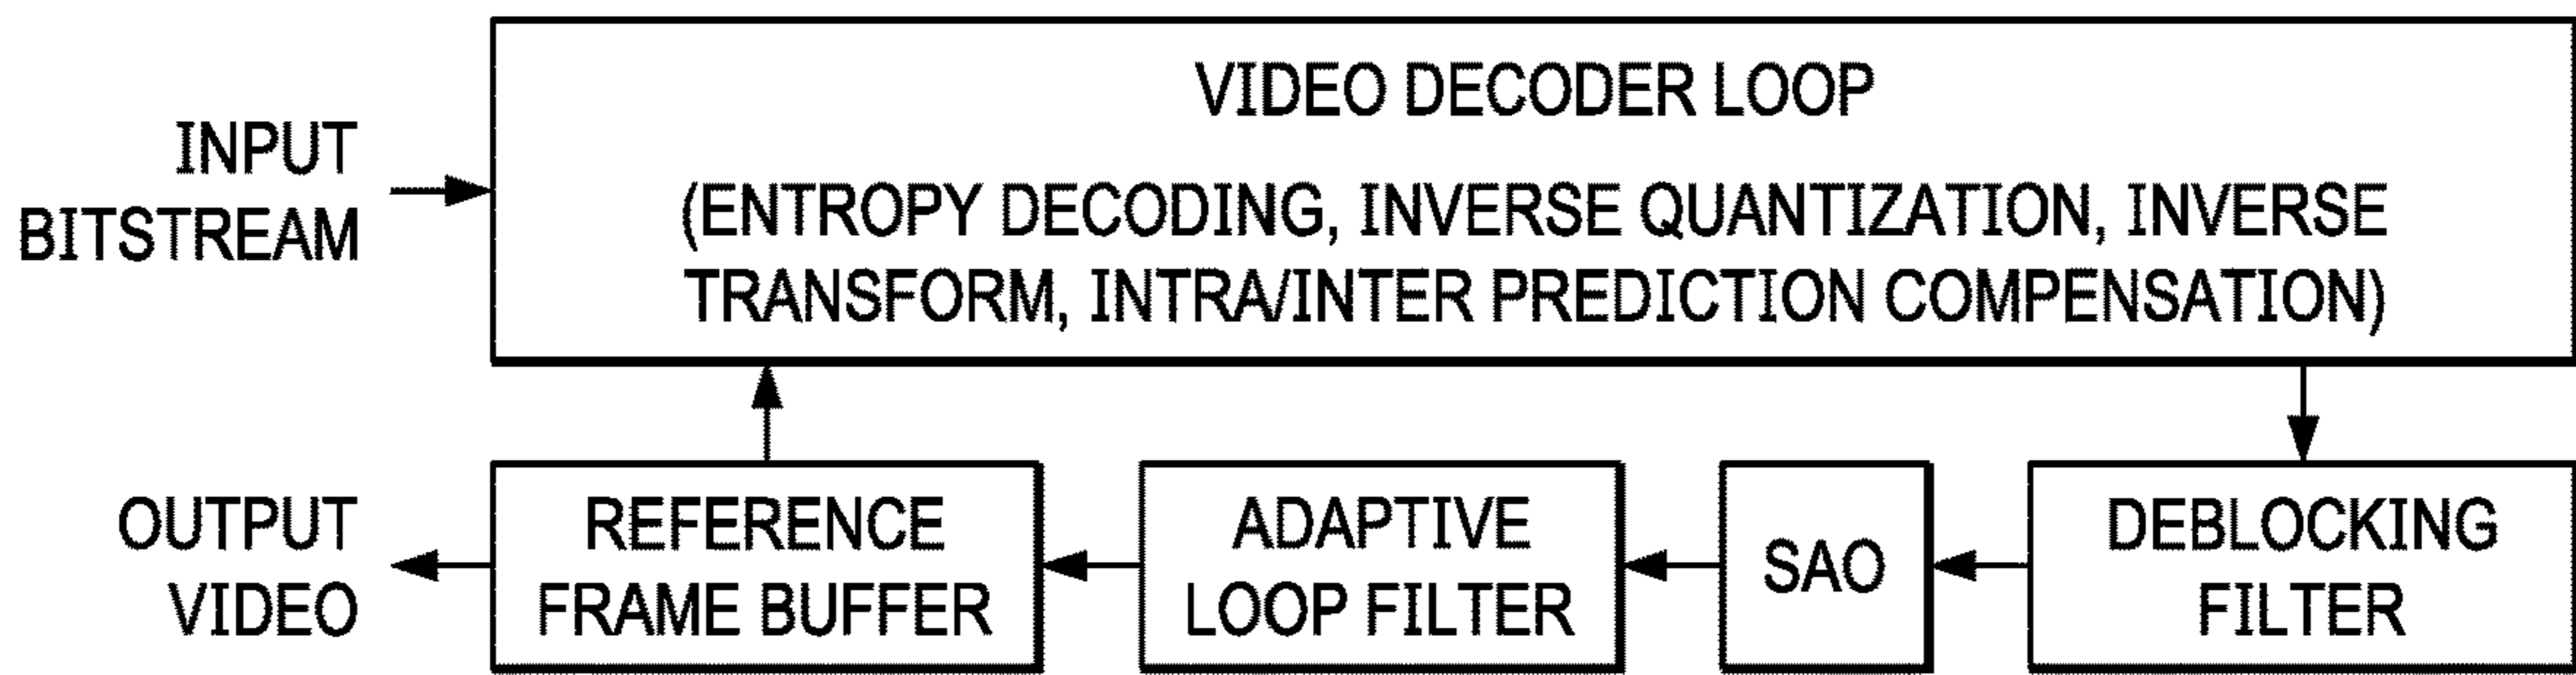 VIDEO DECODER LOOP
(ENTROPY DECODING, INVERSE QUANTIZATION, INVERSE
TRANSFORM, INTRA/INTER PREDICTION COMPENSATION)
INPUT
BITSTREAM
OUTPUT
VIDEO
REFERENCE
FRAME BUFFER
ADAPTIVE
LOOP FILTER
SAO
DEBLOCKING
FILTER